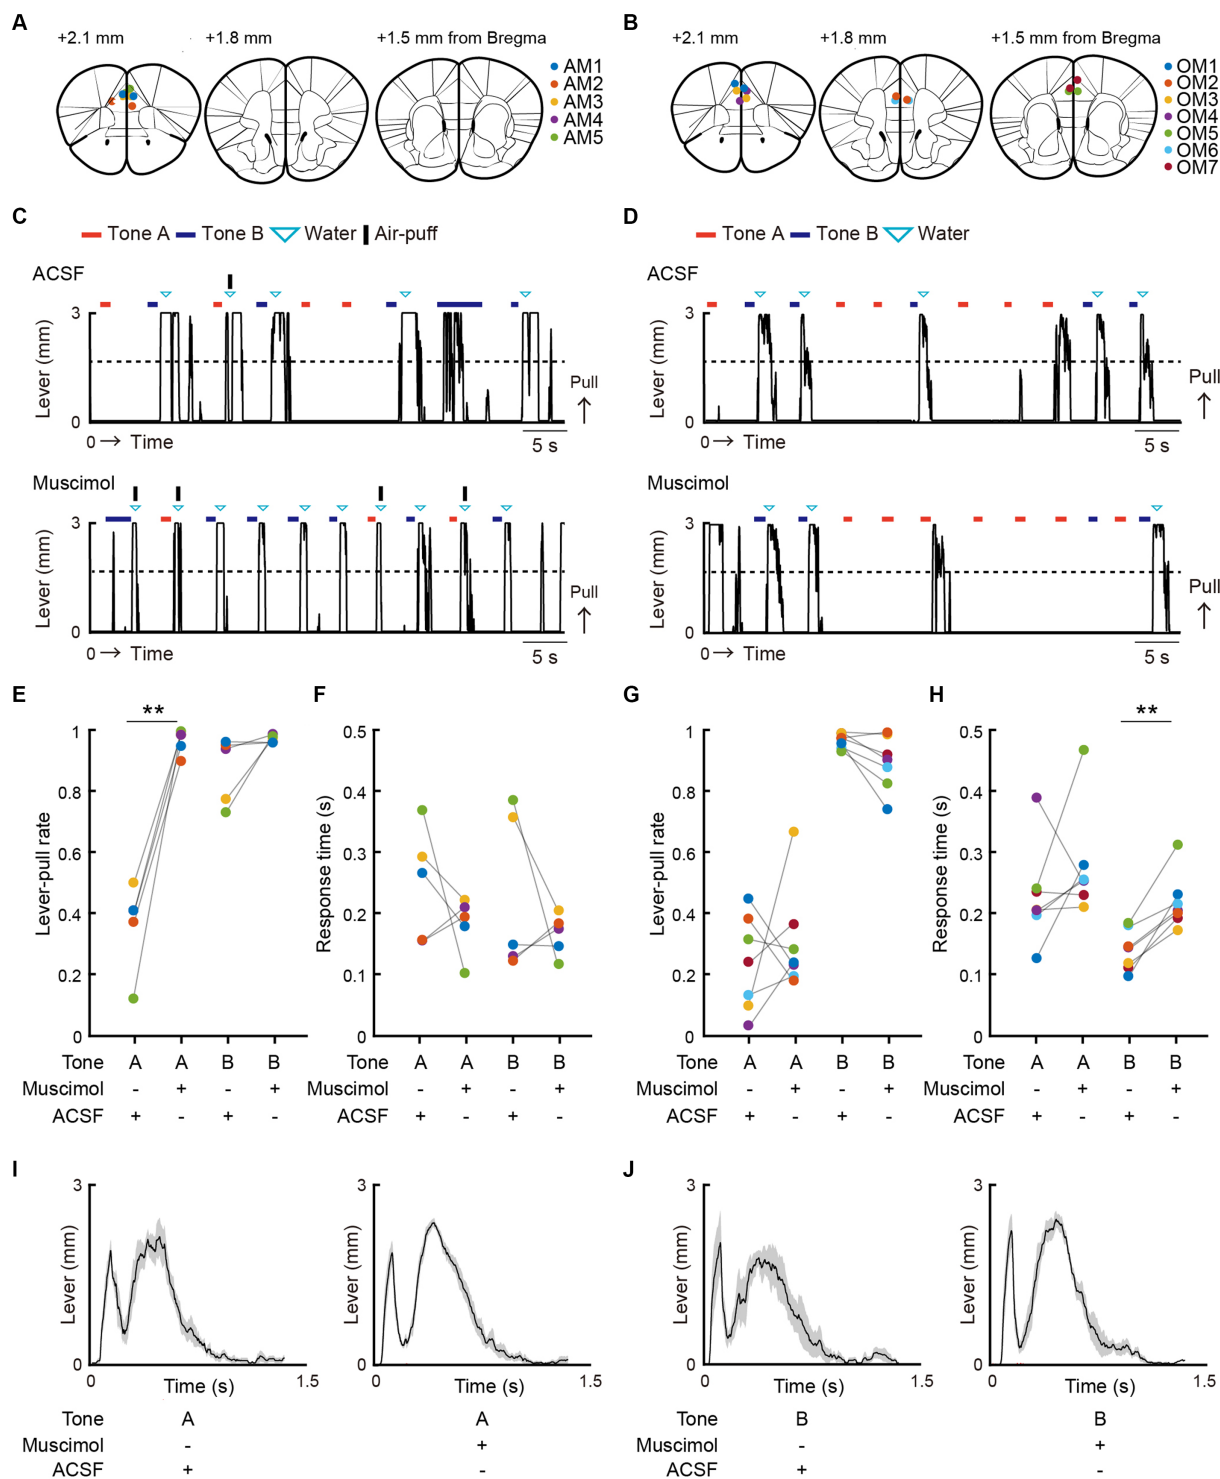 A
+2.1 mm
+1.8 mm
+1.5 mm from Bregma
AM1
AM2
AM3
AM4
AM5
B
+2.1 mm
+1.8 mm
+1.5 mm from Bregma
OM1
OM2
OM3
OM4
OM5
OM6
OM7
C
Tone A Tone B Water Air-puff
ACSF
Lever (mm)
3
0
0 → Time
Pull
↑
5 s
Muscimol
Lever (mm)
3
0
0 → Time
Pull
↑
5 s
D
Tone A Tone B Water
ACSF
Lever (mm)
3
0
0 → Time
Pull
↑
5 s
Muscimol
Lever (mm)
3
0
0 → Time
Pull
↑
5 s
E
**
Lever-pull rate
1
0.8
0.6
0.4
0.2
0
Tone A A B B
Muscimol - + - +
ACSF + - + -
F
Response time (s)
0.5
0.4
0.3
0.2
0.1
0
A A B B
Muscimol - + - +
ACSF + - + -
G
Lever-pull rate
1
0.8
0.6
0.4
0.2
0
Tone A A B B
Muscimol - + - +
ACSF + - + -
H
**
Response time (s)
0.5
0.4
0.3
0.2
0.1
0
A A B B
Muscimol - + - +
ACSF + - + -
I
Lever (mm)
3
0
0 Time (s) 1.5
Lever (mm)
3
0
0 Time (s) 1.5
Tone A A
Muscimol - +
ACSF + -
J
Lever (mm)
3
0
0 Time (s) 1.5
Lever (mm)
3
0
0 Time (s) 1.5
Tone B B
Muscimol - +
ACSF + -